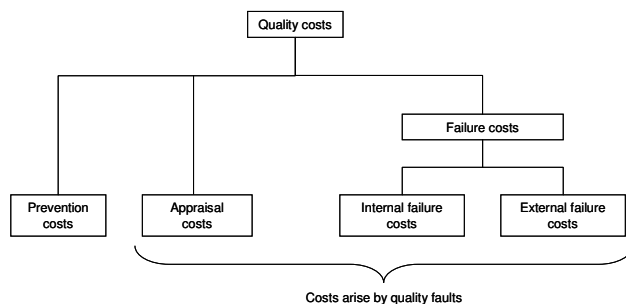 Quality costs
Failure costs
Prevention
costs
Appraisal
costs
Internal failure
costs
External failure
costs
Costs arise by quality faults